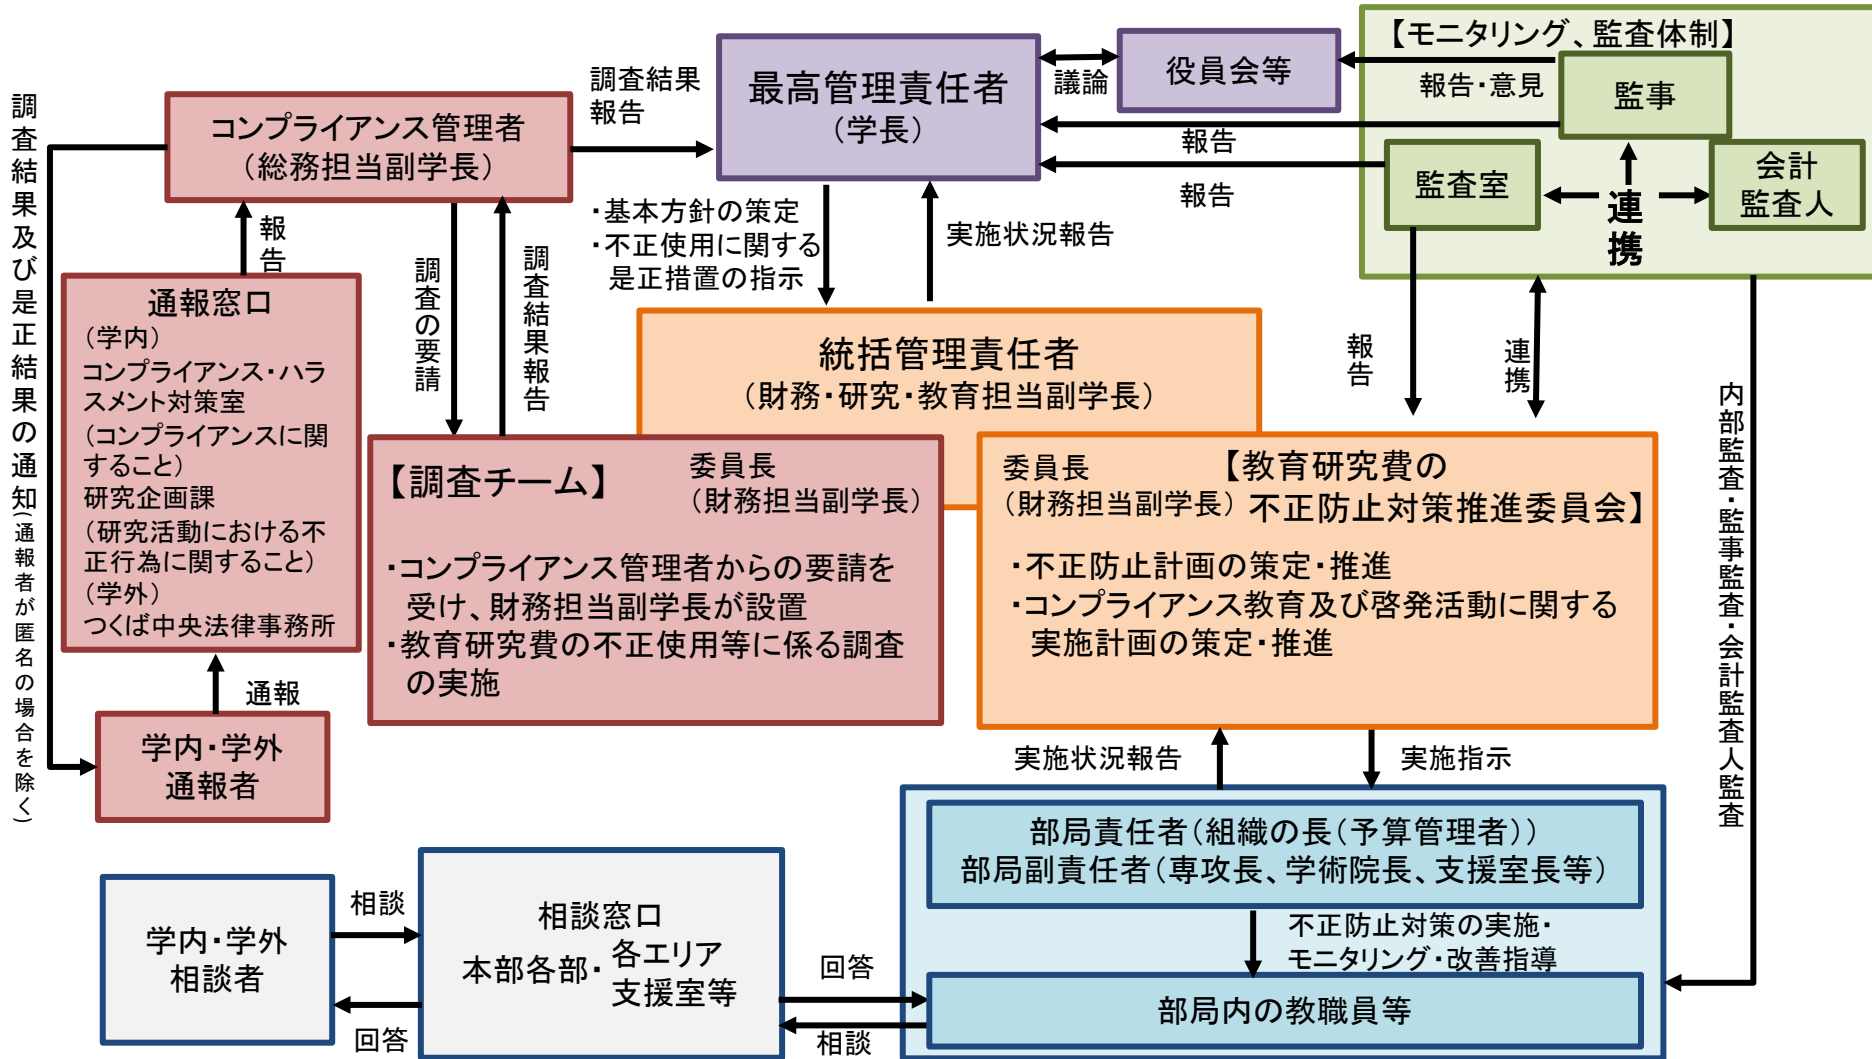 【モニタリング、監査体制】
監事
報告・意見
役員会等
議論
最高管理責任者
（学長）
調査結果
報告
コンプライアンス管理者
（総務担当副学長）
報告
報告
監査室
会計
監査人
連携
調査結果及び是正結果の通知(通報者が匿名の場合を除く)
報告
調査の要請
調査結果報告
・基本方針の策定
・不正使用に関する
是正措置の指示
実施状況報告
通報窓口
（学内）
コンプライアンス・ハラ
スメント対策室
（コンプライアンスに関
すること）
研究企画課
（研究活動における不
正行為に関すること）
（学外）
つくば中央法律事務所
統括管理責任者
（財務・研究・教育担当副学長）
報告
連携
内部監査・監事監査・会計監査人監査
【調査チーム】
委員長
（財務担当副学長）
・コンプライアンス管理者からの要請を
受け、財務担当副学長が設置
・教育研究費の不正使用等に係る調査
の実施
委員長
（財務担当副学長）
【教育研究費の
不正防止対策推進委員会】
・不正防止計画の策定・推進
・コンプライアンス教育及び啓発活動に関する
実施計画の策定・推進
通報
学内・学外
通報者
実施状況報告
実施指示
部局責任者（組織の長（予算管理者））
部局副責任者（専攻長、学術院長、支援室長等）
不正防止対策の実施・
モニタリング・改善指導
部局内の教職員等
学内・学外
相談者
相談
回答
相談窓口
本部各部・各エリア
支援室等
回答
相談